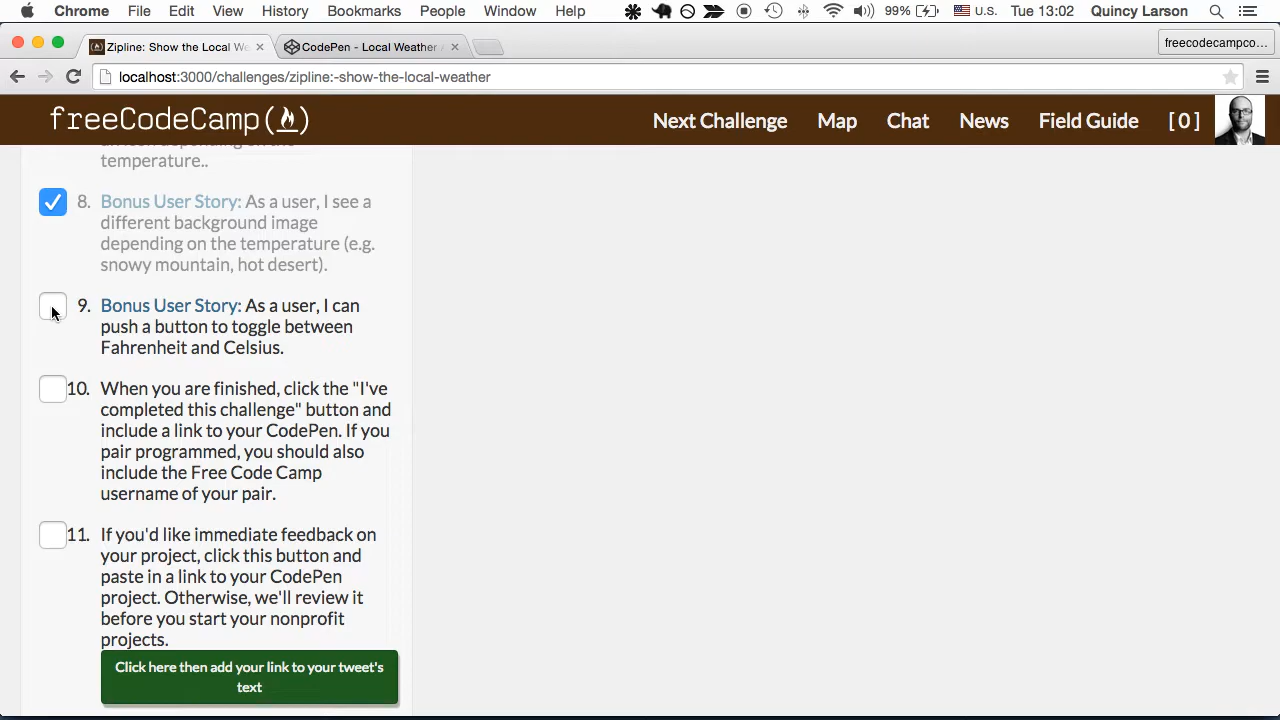 Chrome File Edit View History Bookmarks People Window Help 99% U.S. Tue 13:02 Quincy Larson
Zipline: Show the Local We CodePen - Local Weather freecodecampco...
localhost:3000/challenges/zipline:-show-the-local-weather
freeCodeCamp Next Challenge Map Chat News Field Guide [ 0 ]
temperature..
8. Bonus User Story: As a user, I see a
different background image
depending on the temperature (e.g.
snowy mountain, hot desert).
9. Bonus User Story: As a user, I can
push a button to toggle between
Fahrenheit and Celsius.
10. When you are finished, click the "I've
completed this challenge" button and
include a link to your CodePen. If you
pair programmed, you should also
include the Free Code Camp
username of your pair.
11. If you'd like immediate feedback on
your project, click this button and
paste in a link to your CodePen
project. Otherwise, we'll review it
before you start your nonprofit
projects.
Click here then add your link to your tweet's
text